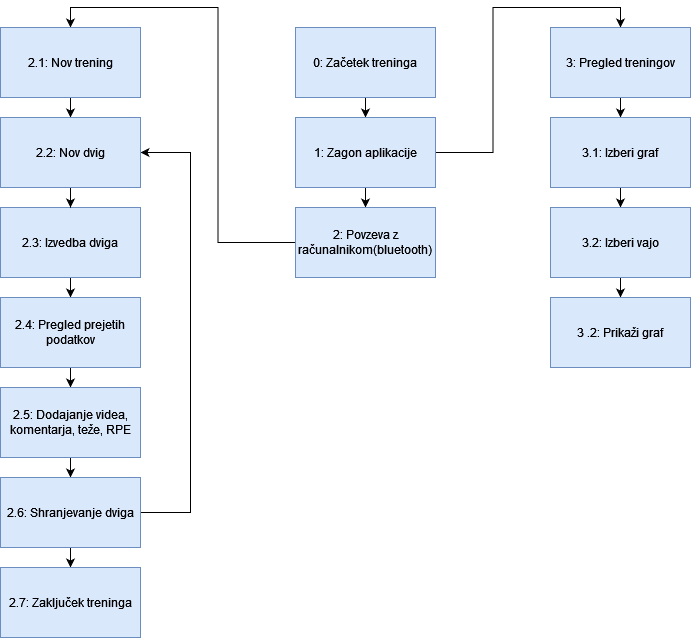 2.1: Nov trening
2.2: Nov dvig
2.3: Izvedba dviga
2.4: Pregled prejetih
podatkov
2.5: Dodajanje videa,
komentarja, teže, RPE
2.6: Shranjevanje dviga
2.7: Zaključek treninga
0: Začetek treninga
1: Zagon aplikacije
2: Povzeva z
računalnikom(bluetooth)
3: Pregled treningov
3.1: Izberi graf
3.2: Izberi vajo
3 .2: Prikaži graf